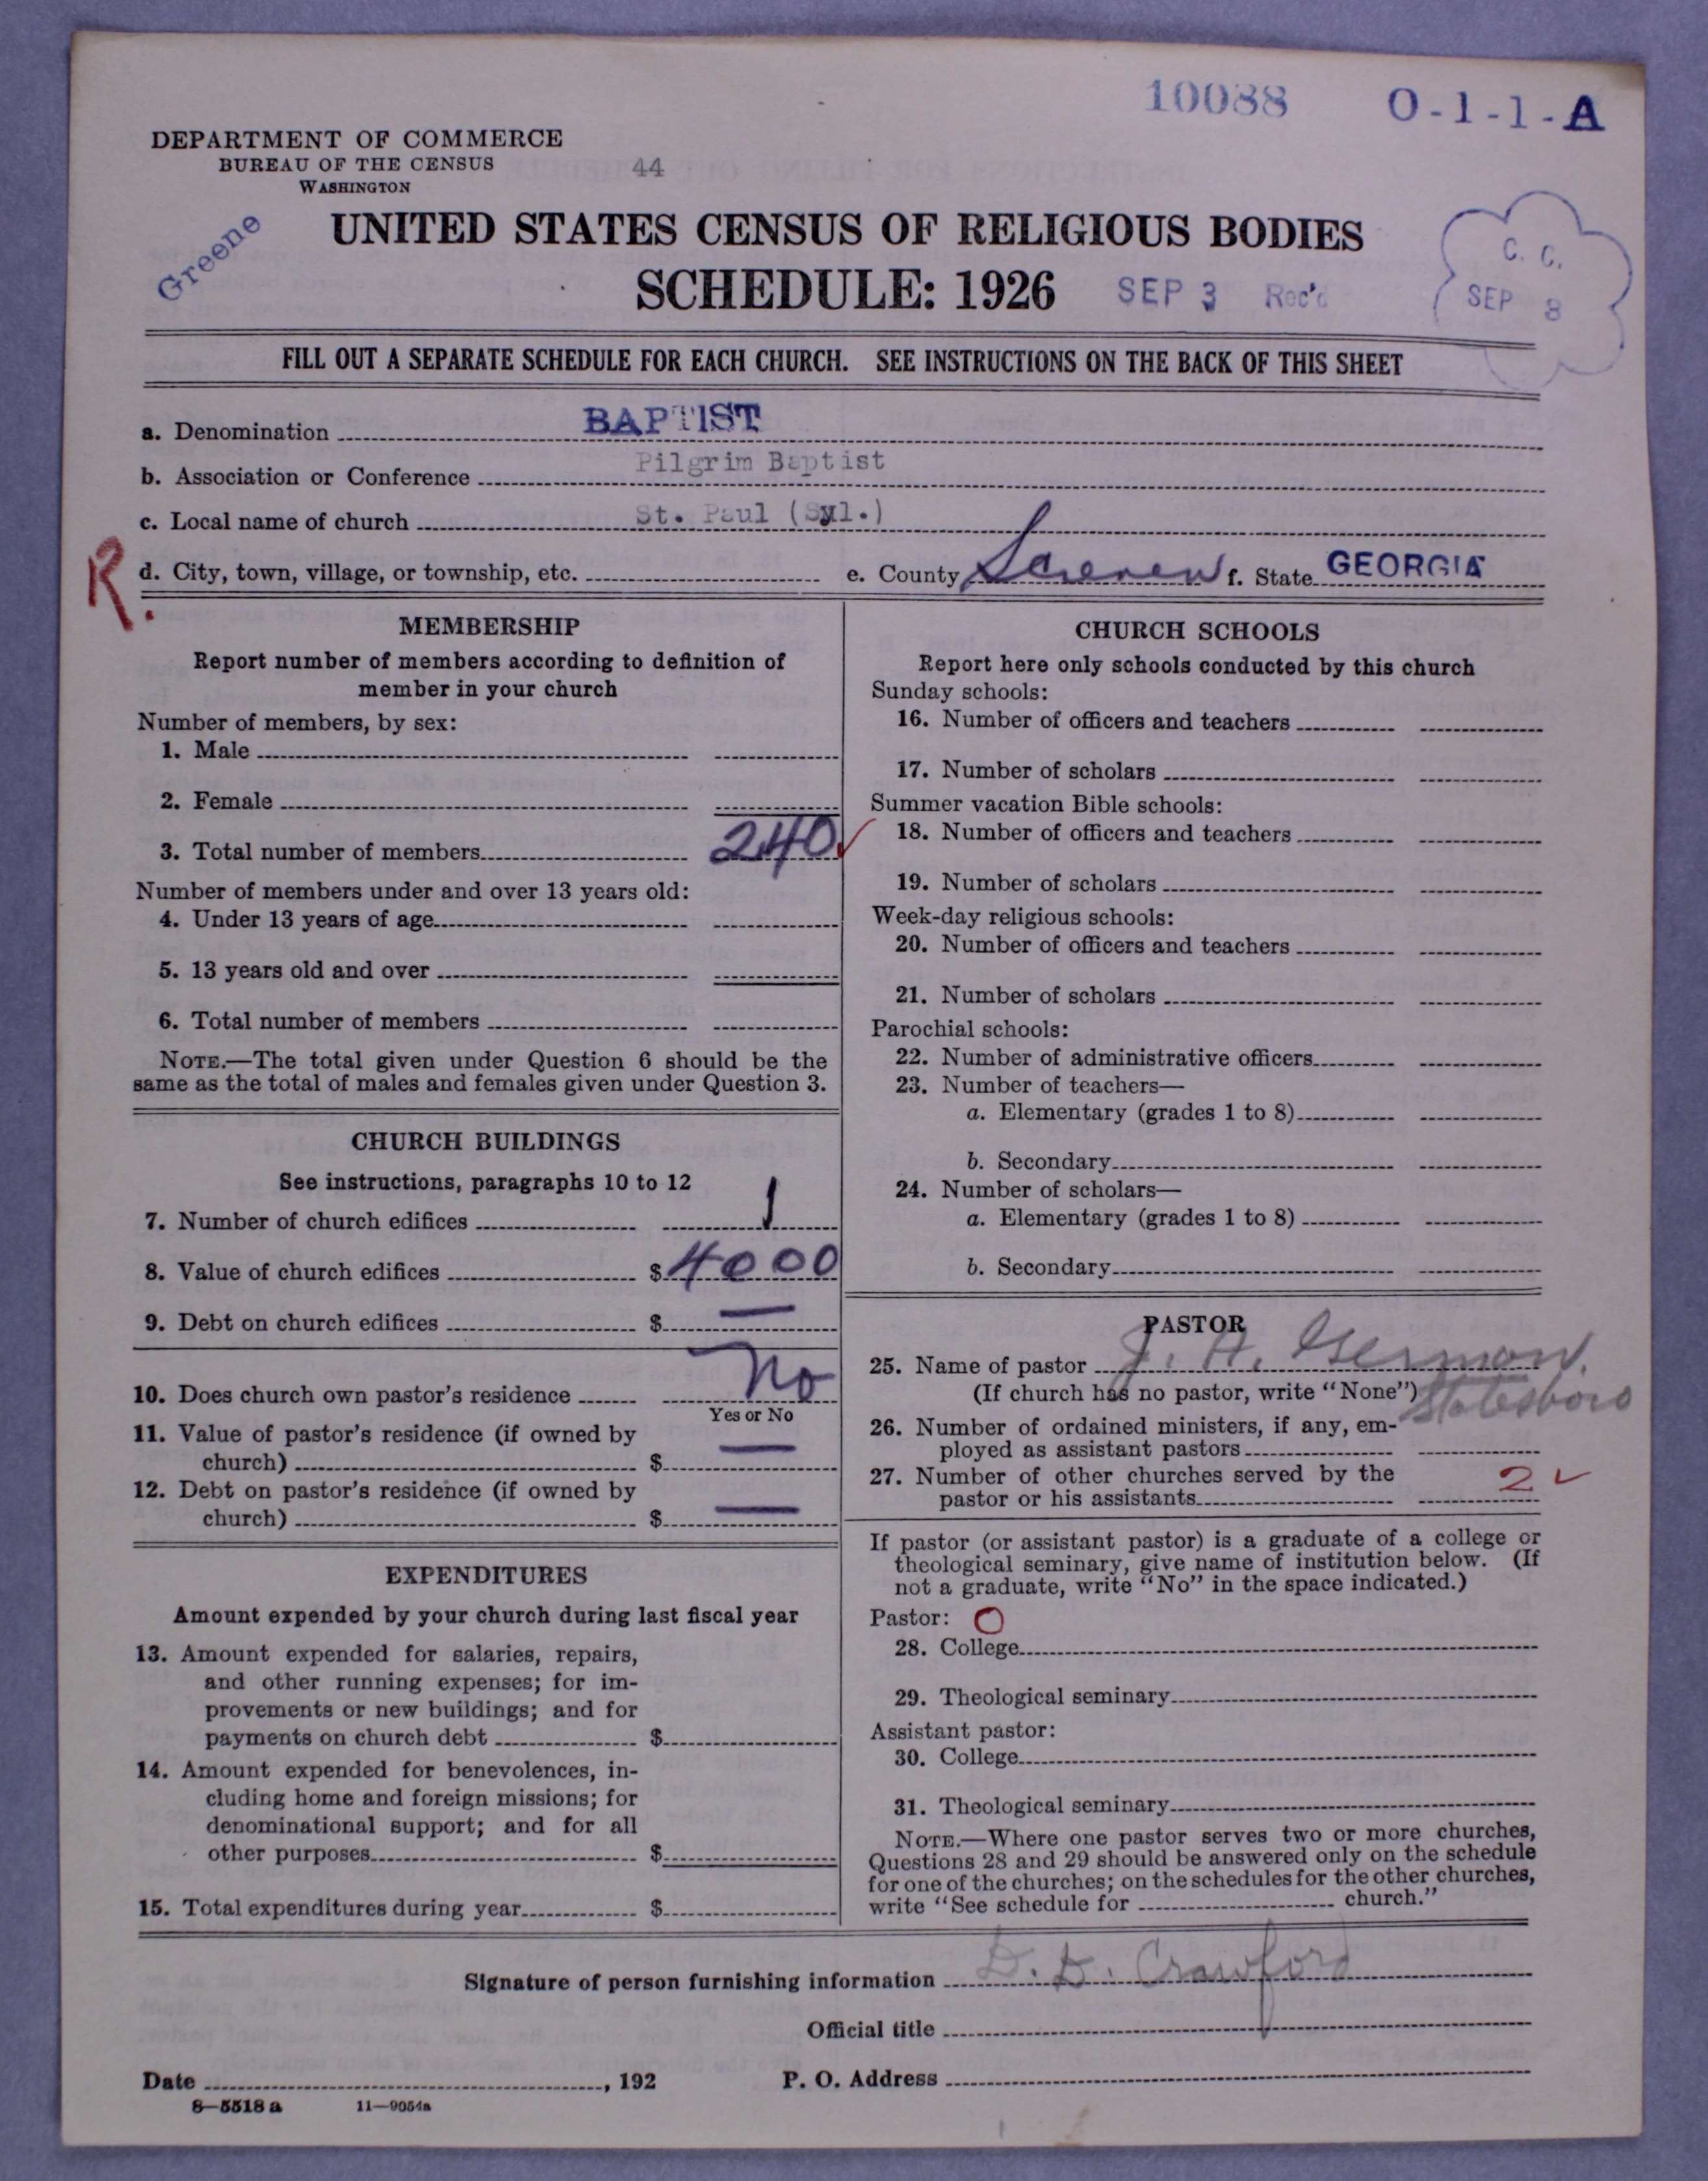 10088 O-1-1-A
DEPARTMENT OF COMMERCE
BUREAU OF THE CENSUS
WASHINGTON
44
Greene
UNITED STATES CENSUS OF RELIGIOUS BODIES
SCHEDULE: 1926
SEP 3 Rec'd
C. C.
SEP 8
FILL OUT A SEPARATE SCHEDULE FOR EACH CHURCH. SEE INSTRUCTIONS ON THE BACK OF THIS SHEET
a. Denomination BAPTIST
b. Association or Conference Pilgrim Baptist
c. Local name of church St. Paul (Syl.)
R.
d. City, town, village, or township, etc. e. County Screven f. State GEORGIA
MEMBERSHIP
Report number of members according to definition of
member in your church
Number of members, by sex:
1. Male
2. Female
3. Total number of members 240 ✓
Number of members under and over 13 years old:
4. Under 13 years of age
5. 13 years old and over
6. Total number of members
NOTE.—The total given under Question 6 should be the
same as the total of males and females given under Question 3.
CHURCH BUILDINGS
See instructions, paragraphs 10 to 12
7. Number of church edifices 1
8. Value of church edifices $4000
9. Debt on church edifices $ —
10. Does church own pastor's residence No
Yes or No
11. Value of pastor's residence (if owned by
church) $ —
12. Debt on pastor's residence (if owned by
church) $ —
EXPENDITURES
Amount expended by your church during last fiscal year
13. Amount expended for salaries, repairs,
and other running expenses; for im-
provements or new buildings; and for
payments on church debt $
14. Amount expended for benevolences, in-
cluding home and foreign missions; for
denominational support; and for all
other purposes $
15. Total expenditures during year $
CHURCH SCHOOLS
Report here only schools conducted by this church
Sunday schools:
16. Number of officers and teachers
17. Number of scholars
Summer vacation Bible schools:
18. Number of officers and teachers
19. Number of scholars
Week-day religious schools:
20. Number of officers and teachers
21. Number of scholars
Parochial schools:
22. Number of administrative officers
23. Number of teachers—
a. Elementary (grades 1 to 8)
b. Secondary
24. Number of scholars—
a. Elementary (grades 1 to 8)
b. Secondary
PASTOR
25. Name of pastor J. A. German.
(If church has no pastor, write "None") Statesboro
26. Number of ordained ministers, if any, em-
ployed as assistant pastors
27. Number of other churches served by the
pastor or his assistants 2 ✓
If pastor (or assistant pastor) is a graduate of a college or
theological seminary, give name of institution below. (If
not a graduate, write "No" in the space indicated.)
Pastor: O
28. College
29. Theological seminary
Assistant pastor:
30. College
31. Theological seminary
NOTE.—Where one pastor serves two or more churches,
Questions 28 and 29 should be answered only on the schedule
for one of the churches; on the schedules for the other churches,
write "See schedule for church."
Signature of person furnishing information D. D. Crawford
Official title
Date , 192 P. O. Address
8—5518 a 11—9054a